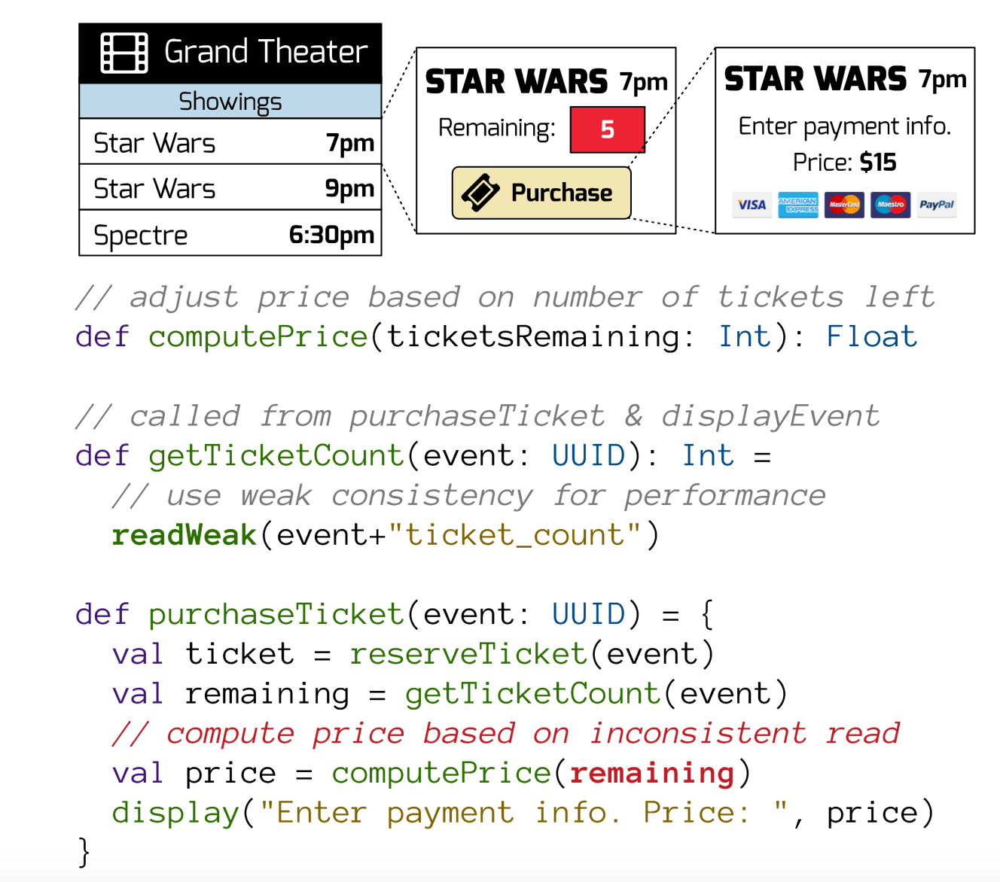 Grand Theater
Showings
Star Wars 7pm
Star Wars 9pm
Spectre 6:30pm
STAR WARS 7pm
Remaining: 5
Purchase
STAR WARS 7pm
Enter payment info.
Price: $15
VISA AMERICAN EXPRESS MasterCard Maestro PayPal
// adjust price based on number of tickets left
def computePrice(ticketsRemaining: Int): Float
// called from purchaseTicket & displayEvent
def getTicketCount(event: UUID): Int =
// use weak consistency for performance
readWeak(event+"ticket_count")
def purchaseTicket(event: UUID) = {
val ticket = reserveTicket(event)
val remaining = getTicketCount(event)
// compute price based on inconsistent read
val price = computePrice(remaining)
display("Enter payment info. Price: ", price)
}